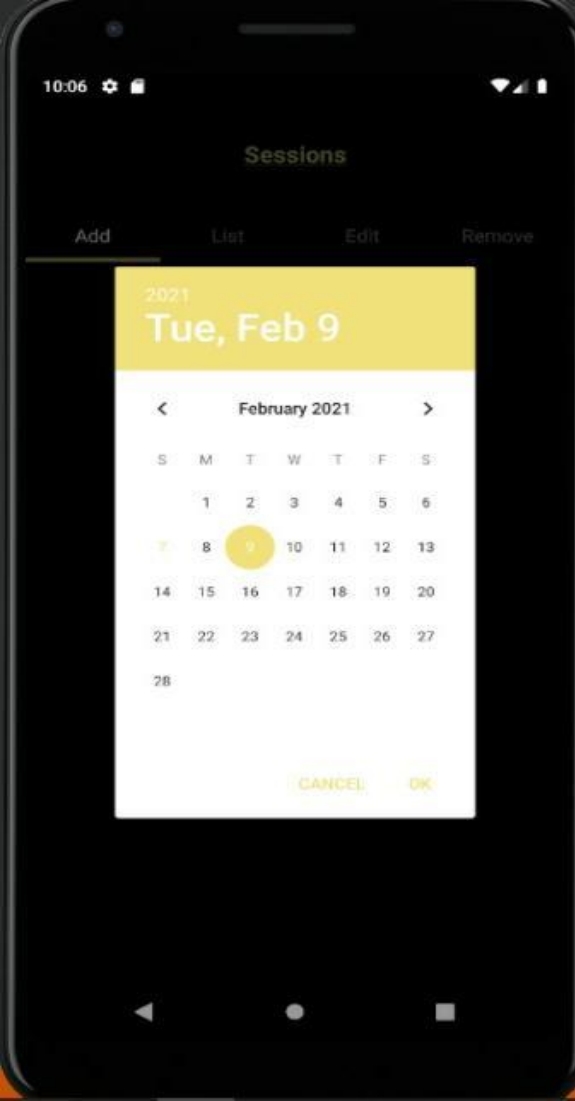 10:06
Sessions
Add List Edit Remove
2021
Tue, Feb 9
February 2021
S M T W T F S
1 2 3 4 5 6
7 8 9 10 11 12 13
14 15 16 17 18 19 20
21 22 23 24 25 26 27
28
CANCEL OK